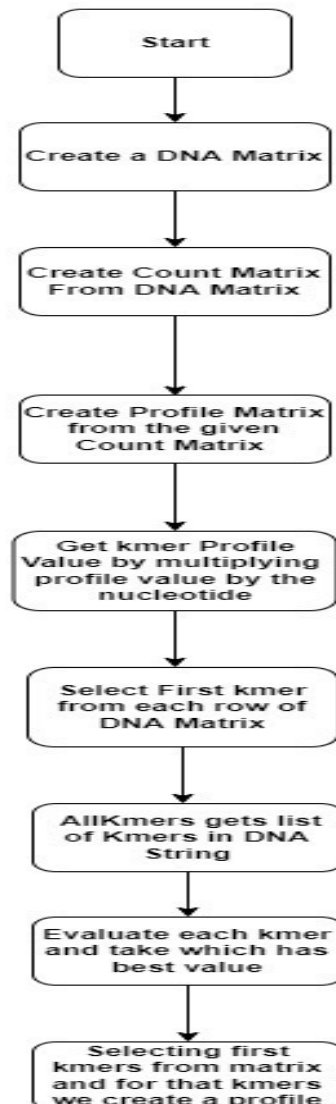 Start
Create a DNA Matrix
Create Count Matrix
From DNA Matrix
Create Profile Matrix
from the given
Count Matrix
Get kmer Profile
Value by multiplying
profile value by the
nucleotide
Select First kmer
from each row of
DNA Matrix
AllKmers gets list
of Kmers in DNA
String
Evaluate each kmer
and take which has
best value
Selecting first
kmers from matrix
and for that kmers
we create a profile